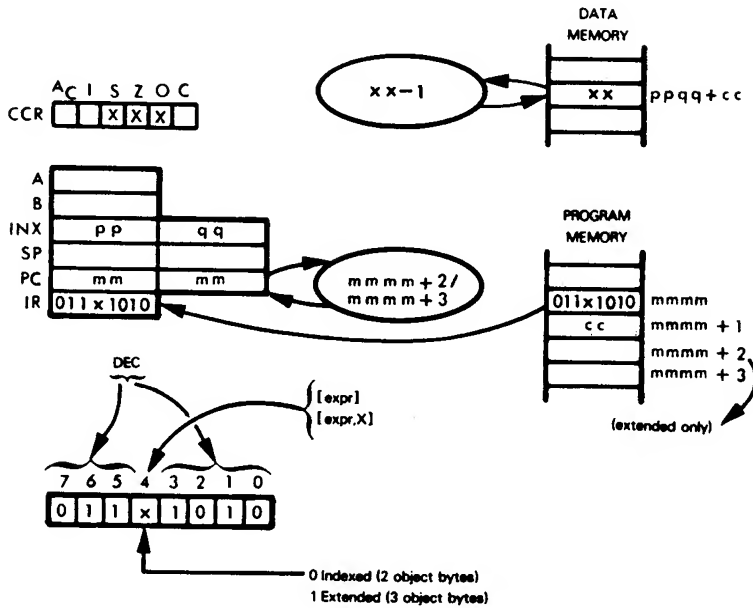 DATA
MEMORY
xx
ppqq+cc
xx-1
AC I S Z O C
CCR X X X
A
B
INX pp qq
SP
PC mm mm
IR 011x1010
mmmm+2/
mmmm+3
PROGRAM
MEMORY
011x1010 mmmm
cc mmmm + 1
mmmm + 2
mmmm + 3
(extended only)
DEC
[expr]
[expr,X]
7 6 5 4 3 2 1 0
0 1 1 x 1 0 1 0
0 Indexed (2 object bytes)
1 Extended (3 object bytes)